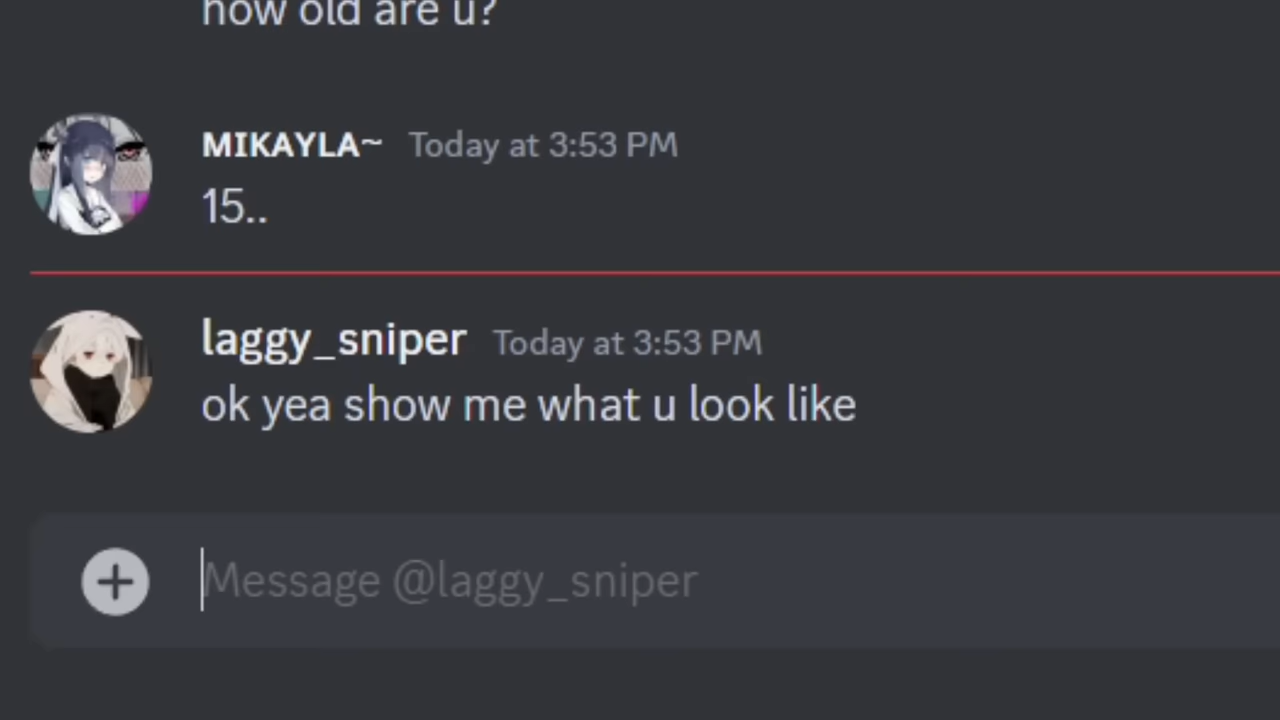 how old are u?
MIKAYLA~ Today at 3:53 PM
15..
laggy_sniper Today at 3:53 PM
ok yea show me what u look like
Message @laggy_sniper